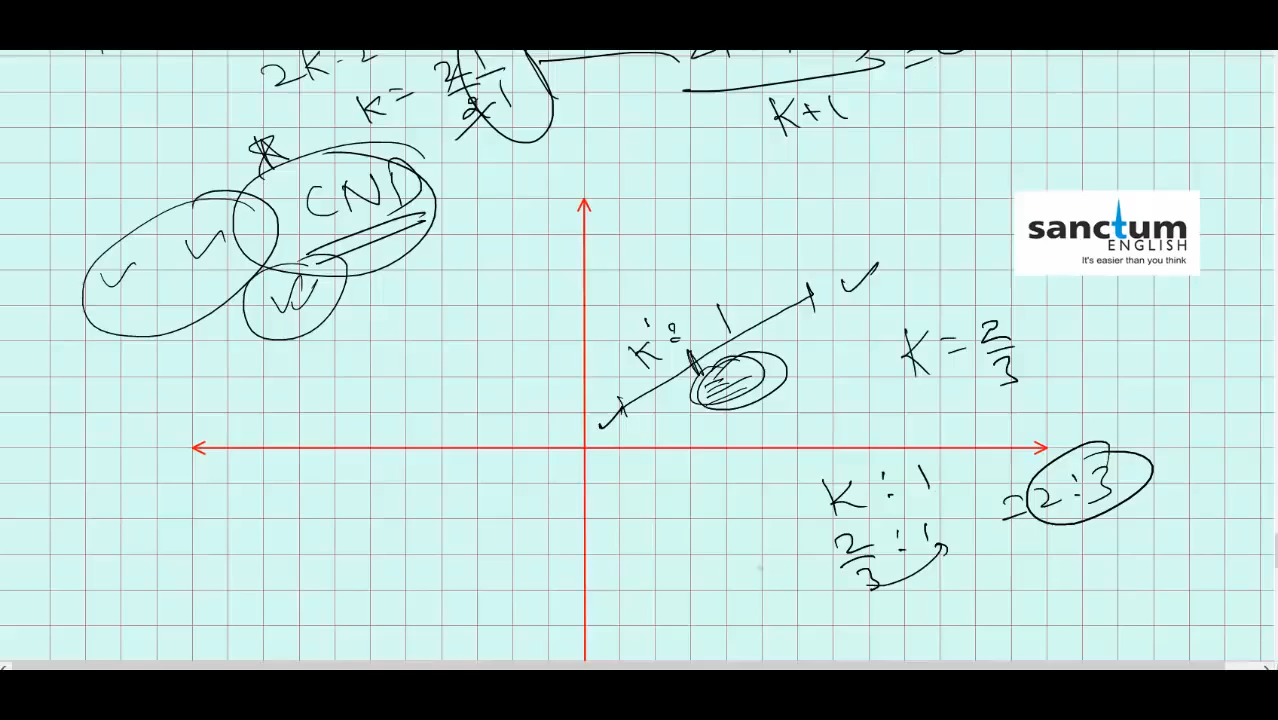 2K - 2
K =
K + 1
CND
sanctum
ENGLISH
It's easier than you think
K : 1
K = 2/3
K : 1
= 2 : 3
2/3 : 1